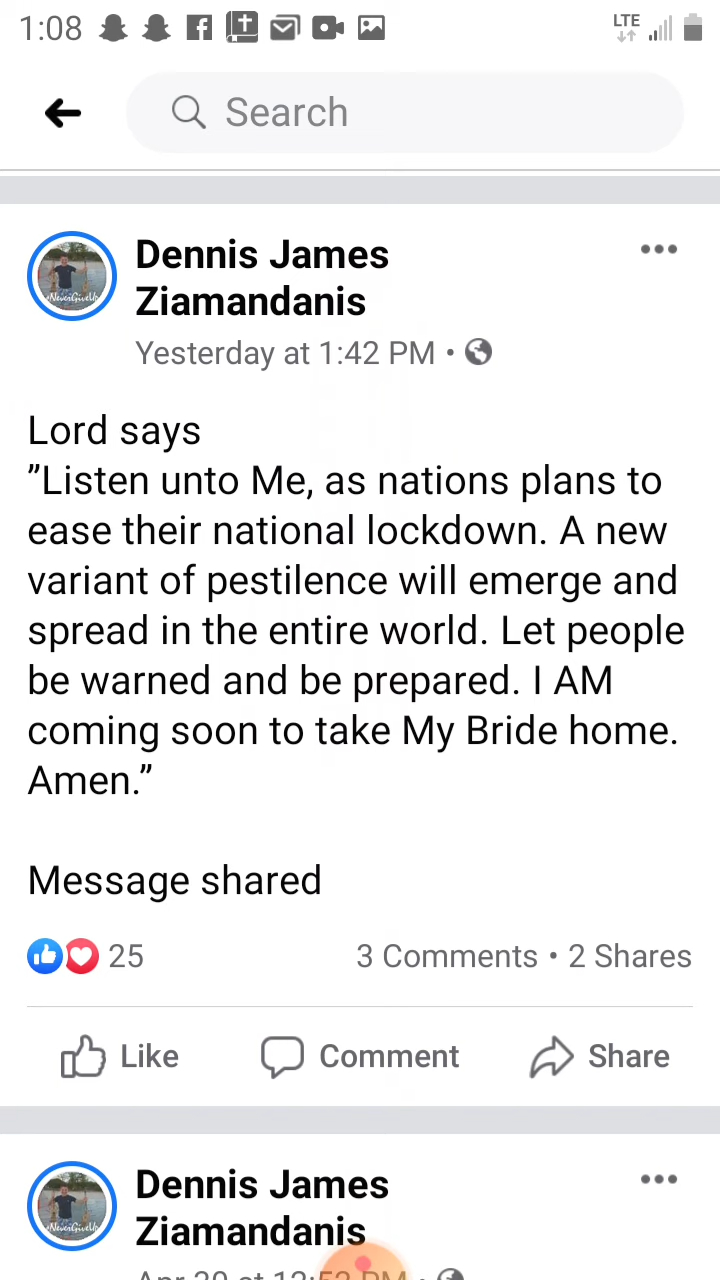 1:08
LTE
Search
Dennis James
Ziamandanis
Yesterday at 1:42 PM •
Lord says
”Listen unto Me, as nations plans to
ease their national lockdown. A new
variant of pestilence will emerge and
spread in the entire world. Let people
be warned and be prepared. I AM
coming soon to take My Bride home.
Amen.”
Message shared
25
3 Comments • 2 Shares
Like
Comment
Share
Dennis James
Ziamandanis